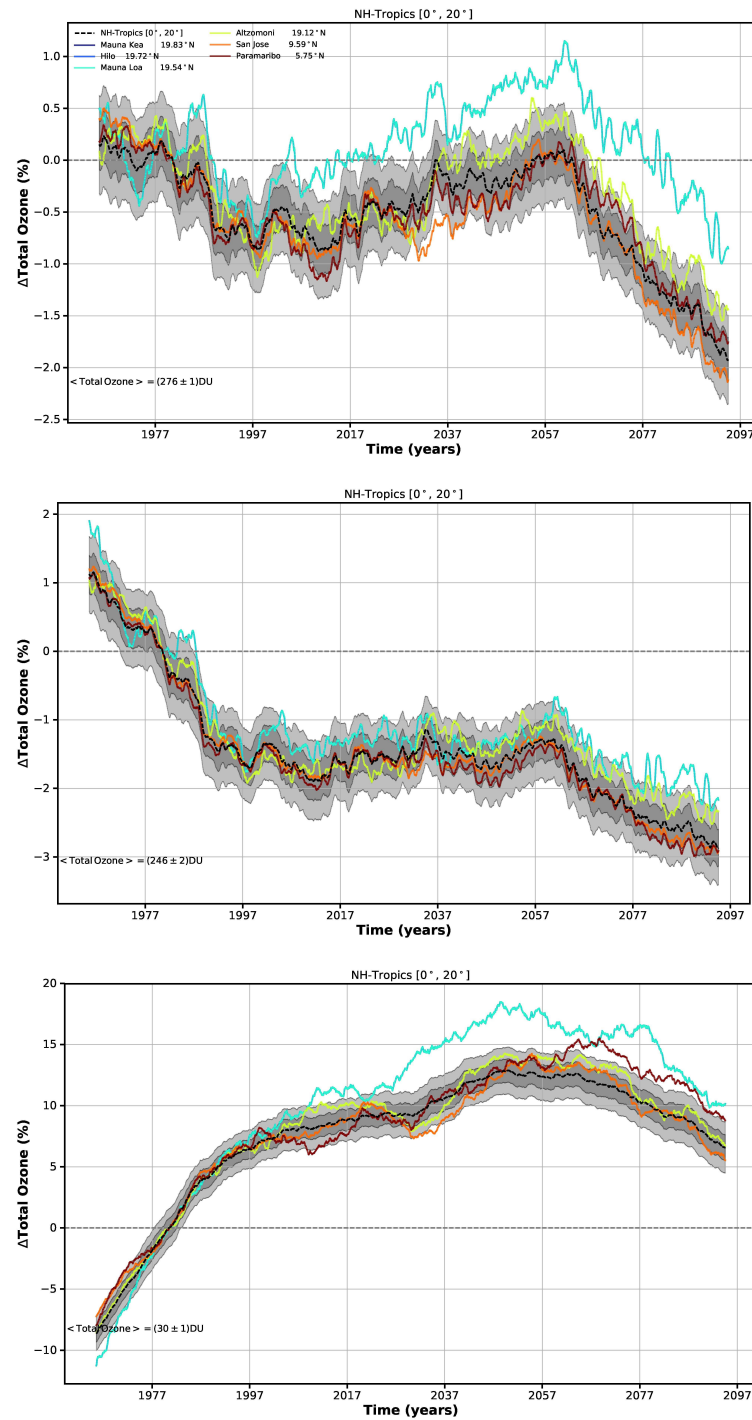 NH-Tropics [0°, 20°]
NH-Tropics [0°, 20°]
Mauna Kea 19.83°N
Hilo 19.72°N
Mauna Loa 19.54°N
Altzomoni 19.12°N
San Jose 9.59°N
Paramaribo 5.75°N
ΔTotal Ozone (%)
1.0
0.5
0.0
−0.5
−1.0
−1.5
−2.0
−2.5
<Total Ozone> = (276 ± 1)DU
1977 1997 2017 2037 2057 2077 2097
Time (years)
NH-Tropics [0°, 20°]
ΔTotal Ozone (%)
2
1
0
−1
−2
−3
<Total Ozone> = (246 ± 2)DU
1977 1997 2017 2037 2057 2077 2097
Time (years)
NH-Tropics [0°, 20°]
ΔTotal Ozone (%)
20
15
10
5
0
−5
−10
<Total Ozone> = (30 ± 1)DU
1977 1997 2017 2037 2057 2077 2097
Time (years)